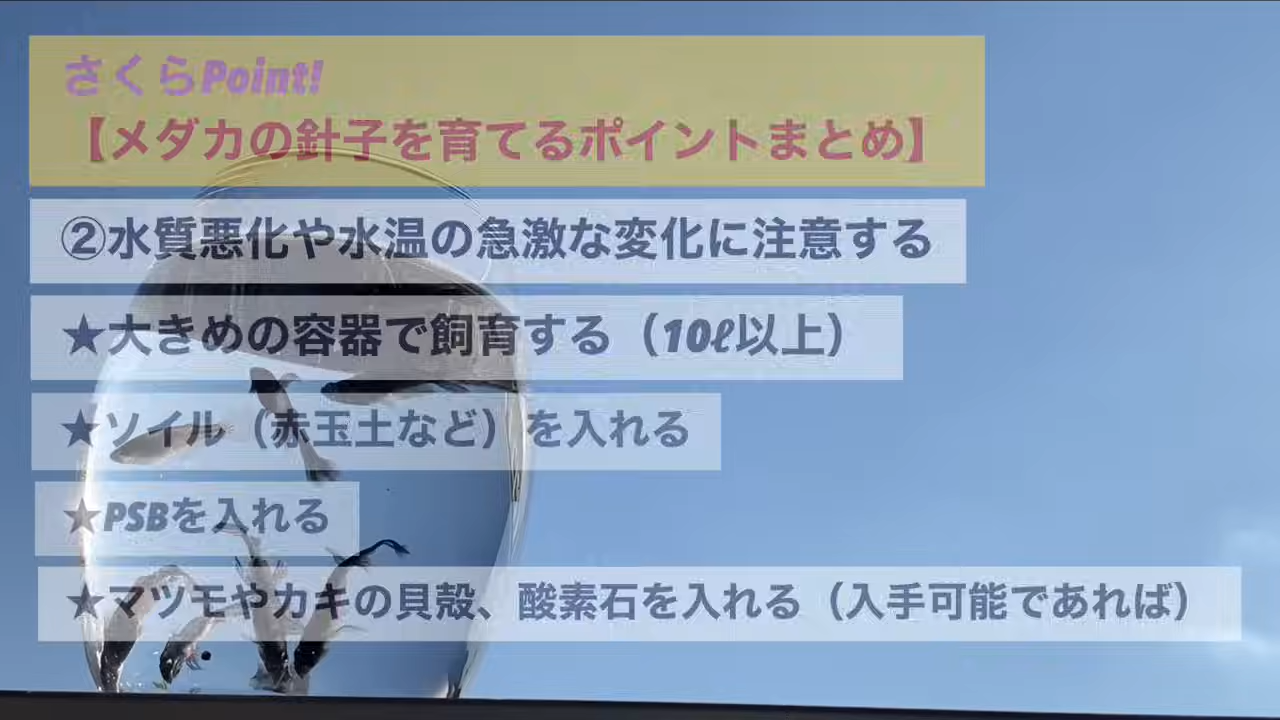 さくらPoint!
【メダカの針子を育てるポイントまとめ】
②水質悪化や水温の急激な変化に注意する
★大きめの容器で飼育する（10ℓ以上）
★ソイル（赤玉土など）を入れる
★PSBを入れる
★マツモやカキの貝殻、酸素石を入れる（入手可能であれば）